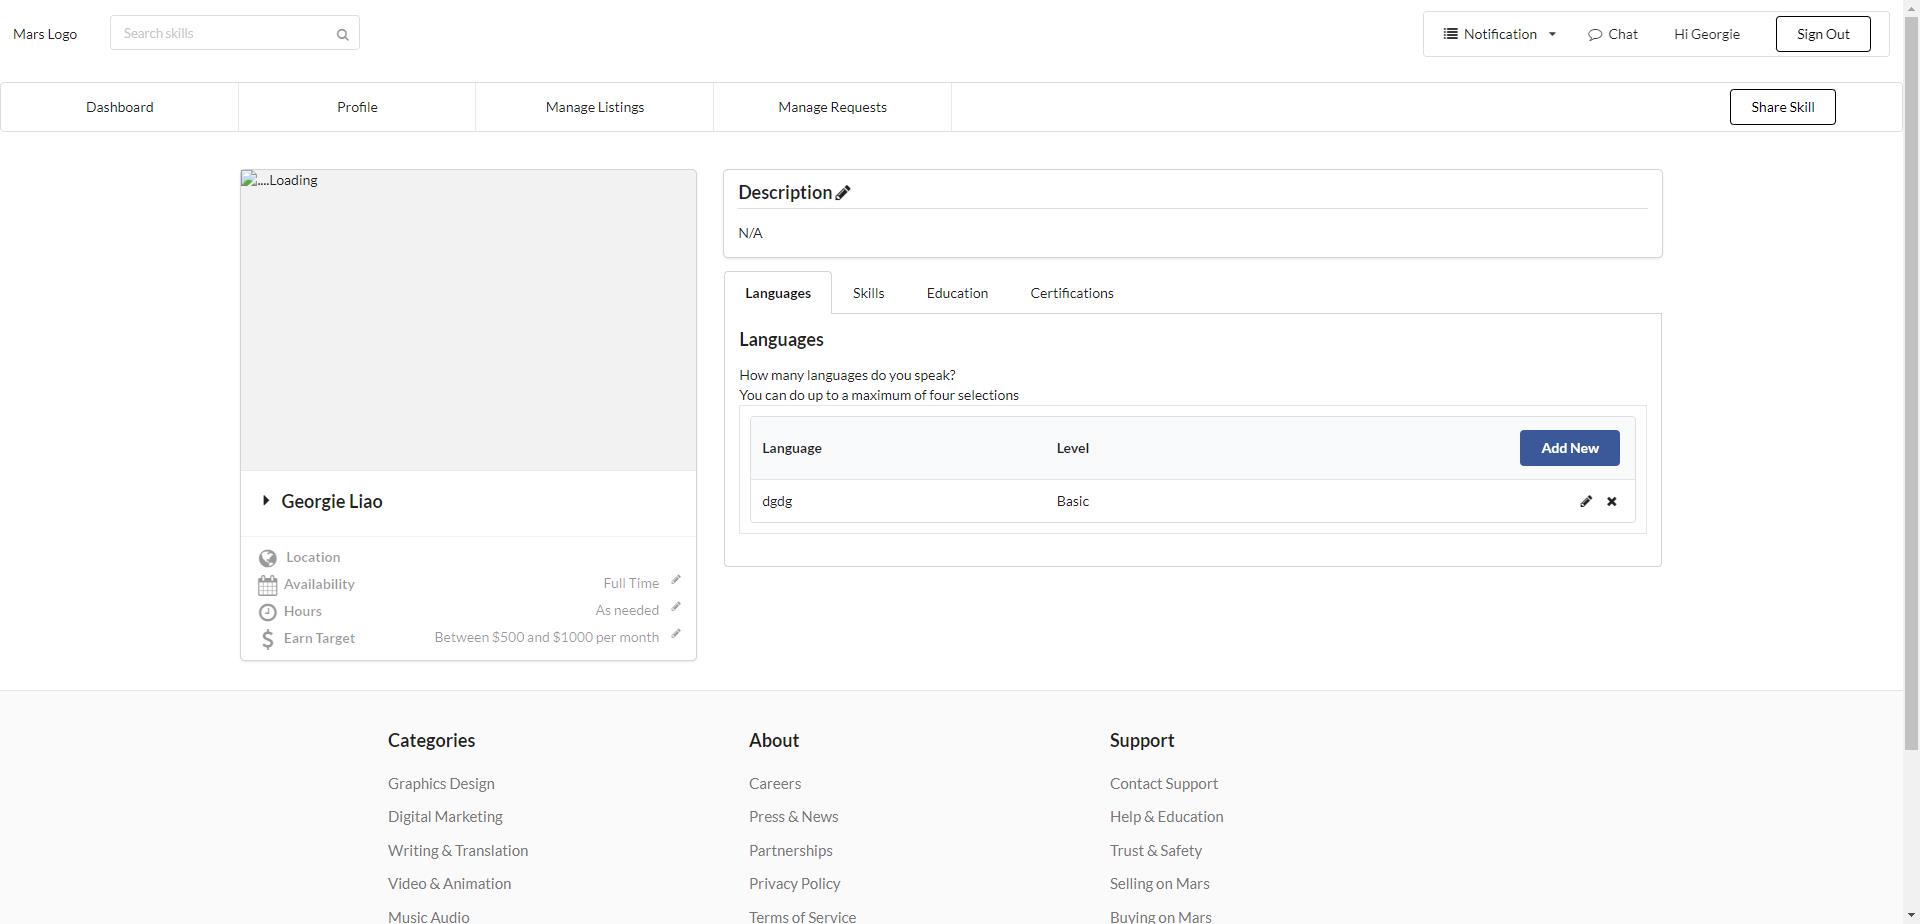 Mars Logo
Search skills
Notification
Chat
Hi Georgie
Sign Out
Dashboard
Profile
Manage Listings
Manage Requests
Share Skill
....Loading
Georgie Liao
Location
Availability Full Time
Hours As needed
Earn Target Between $500 and $1000 per month
Description
N/A
Languages
Skills
Education
Certifications
Languages
How many languages do you speak?
You can do up to a maximum of four selections
Language Level Add New
dgdg Basic
Categories
Graphics Design
Digital Marketing
Writing & Translation
Video & Animation
Music Audio
About
Careers
Press & News
Partnerships
Privacy Policy
Terms of Service
Support
Contact Support
Help & Education
Trust & Safety
Selling on Mars
Buying on Mars